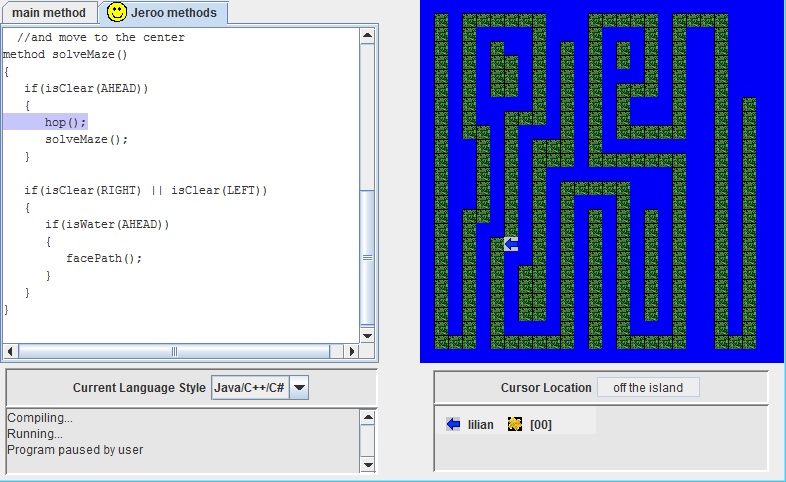 main method
Jeroo methods
//and move to the center
method solveMaze()
{
if(isClear(AHEAD))
{
hop();
solveMaze();
}
if(isClear(RIGHT) || isClear(LEFT))
{
if(isWater(AHEAD))
{
facePath();
}
}
}
Current Language Style Java/C++/C#
Compiling...
Running...
Program paused by user
Cursor Location off the island
lilian [00]